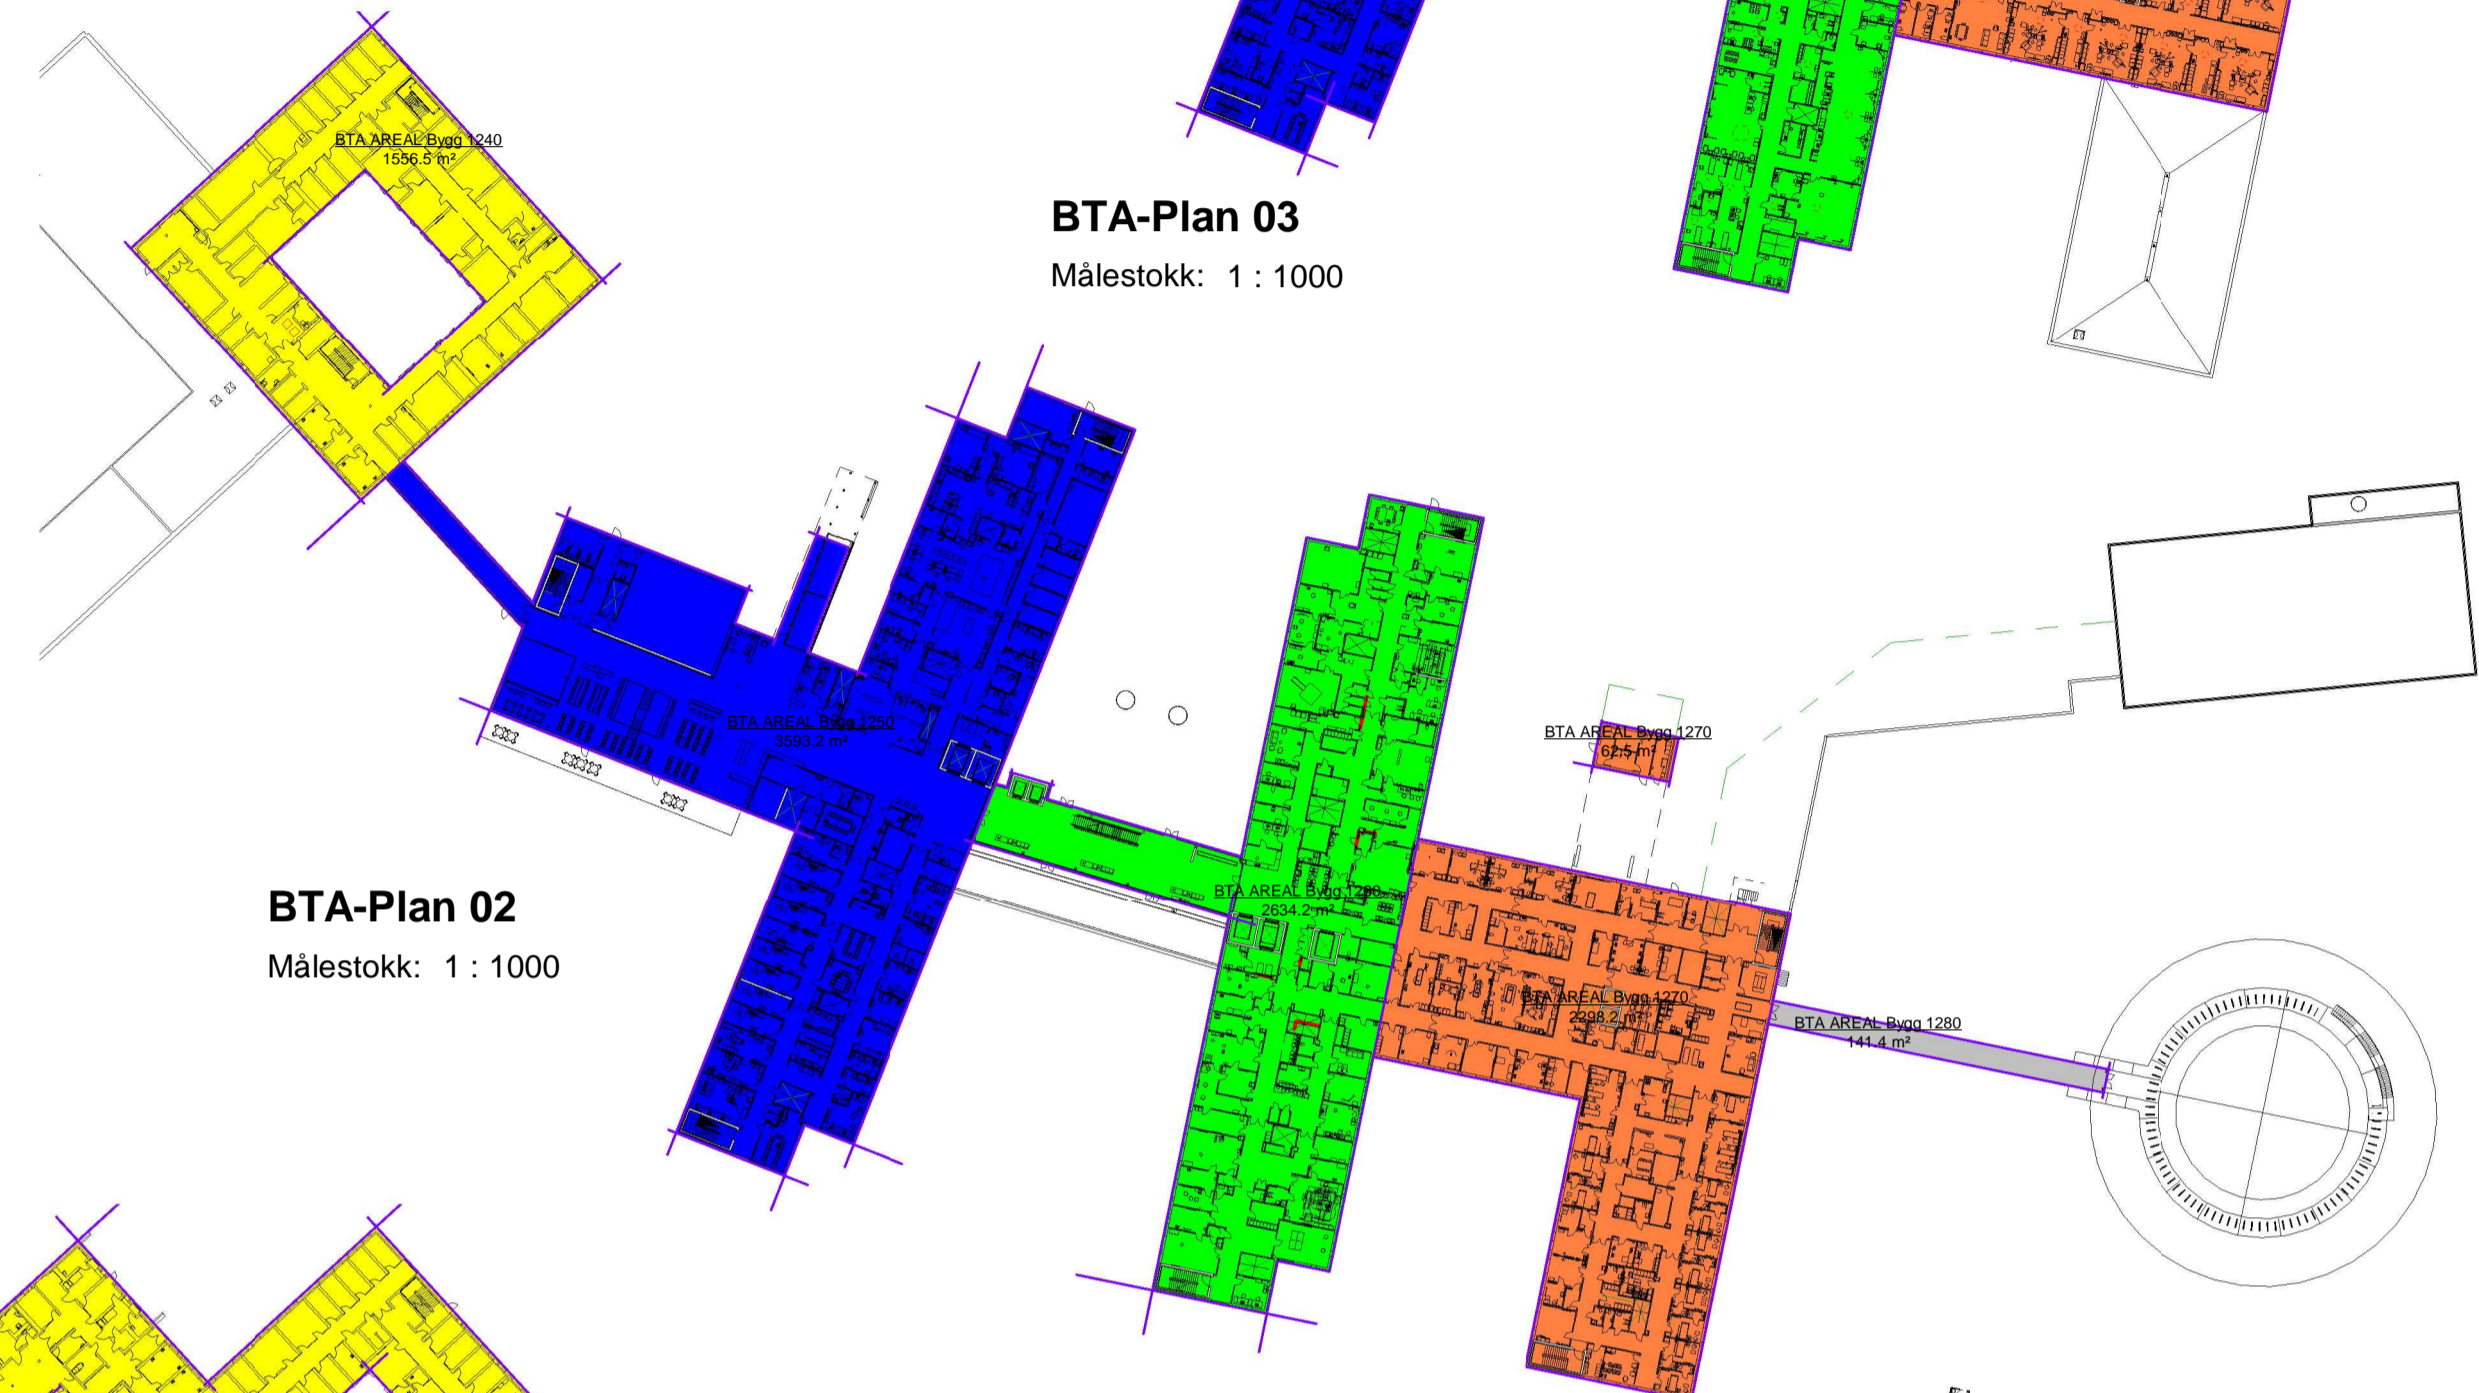 BTA AREAL Bygg 1240
1556.5 m²
BTA-Plan 03
Målestokk: 1 : 1000
BTA AREAL Bygg 1250
3593.2 m²
BTA AREAL Bygg 1270
62.5 m²
BTA AREAL Bygg
2634.2 m²
BTA-Plan 02
Målestokk: 1 : 1000
BTA AREAL Bygg 1270
2298.2 m²
BTA AREAL Bygg 1280
141.4 m²